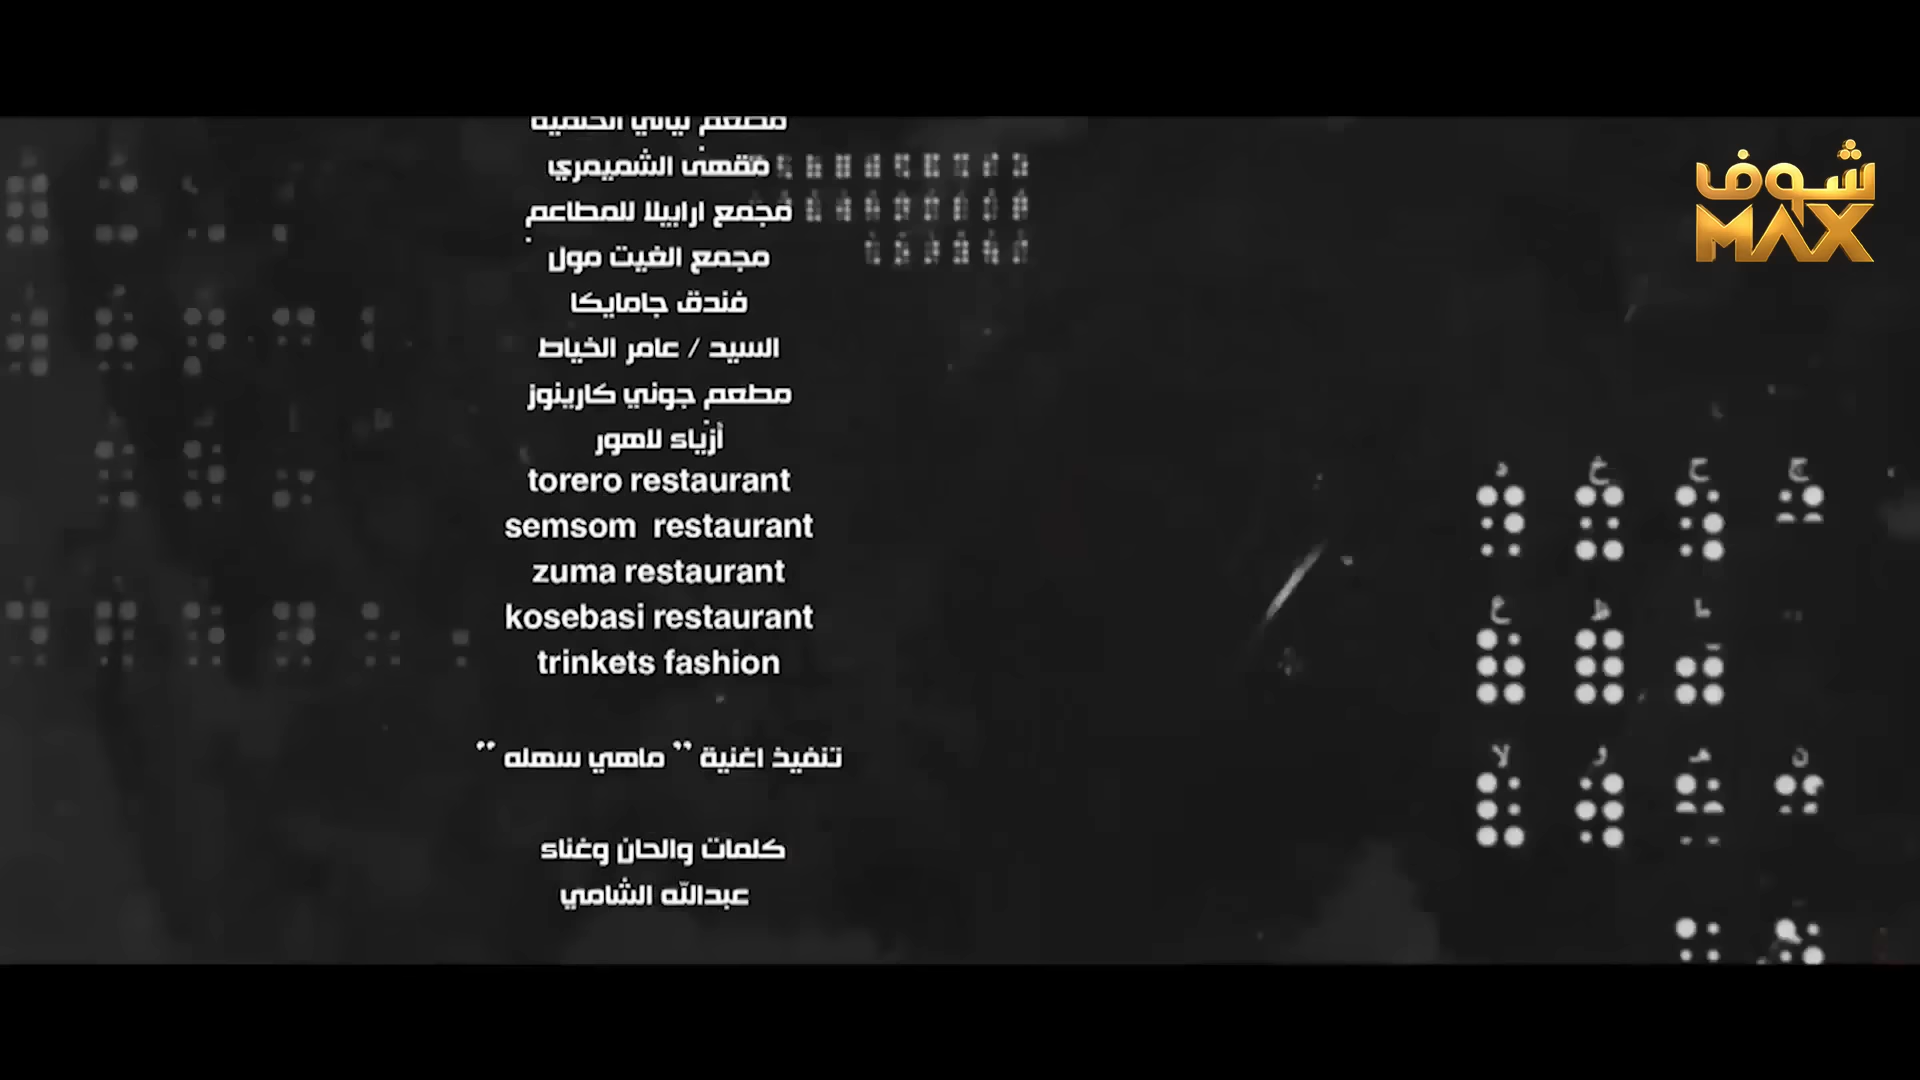 مقهى الشميمري
مجمع ارابيلا للمطاعم
مجمع الغيت مول
فندق جامايكا
السيد / عامر الخياط
مطعم جوني كارينوز
أزياء لاهور
torero restaurant
semsom restaurant
zuma restaurant
kosebasi restaurant
trinkets fashion
تنفيذ اغنية " ماهي سهله "
كلمات والحان وغناء
عبدالله الشامي
شوف
MAX
ج ح خ د
ط ظ ع
ن هـ و لا